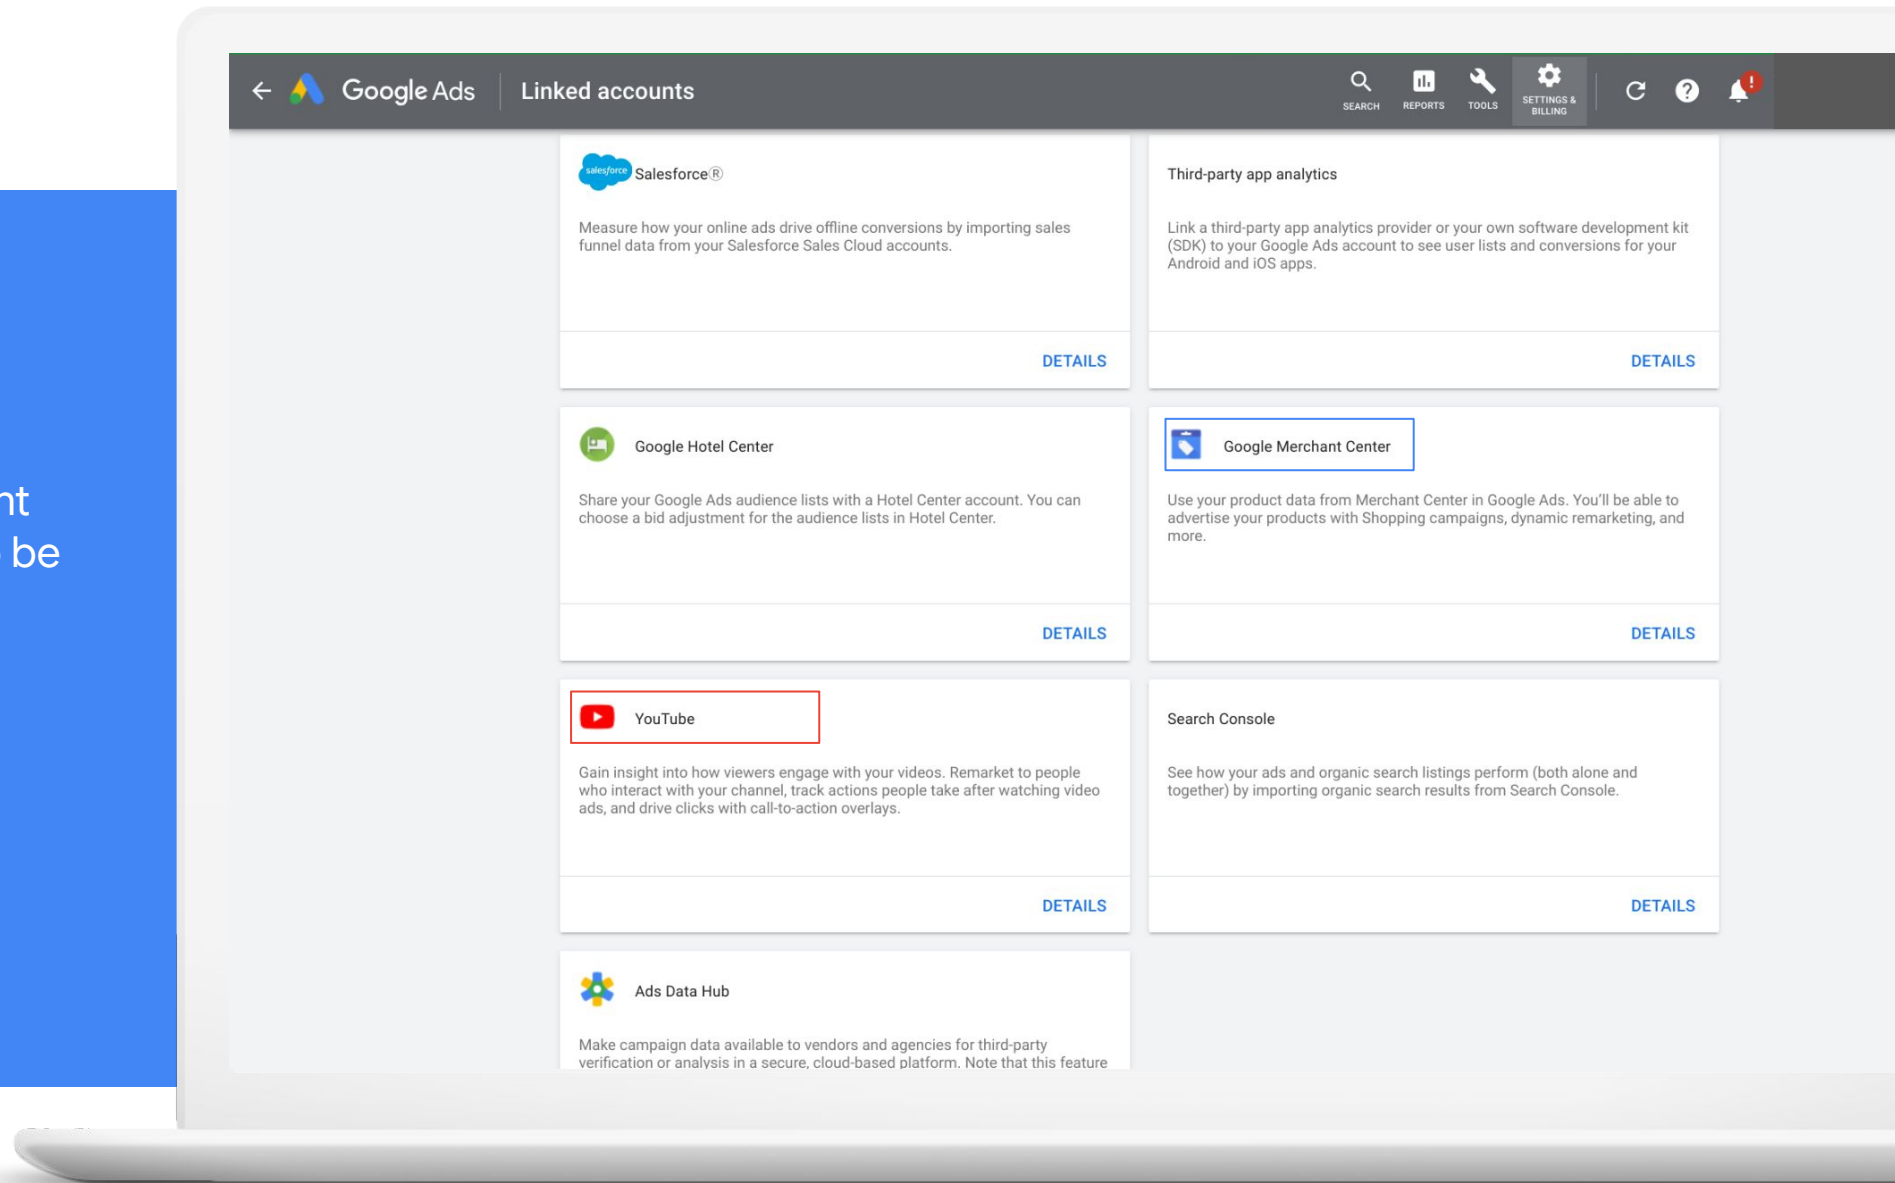 Google Ads
Linked accounts
SEARCH
REPORTS
TOOLS
SETTINGS &
BILLING
!
salesforce
Salesforce®
Measure how your online ads drive offline conversions by importing sales
funnel data from your Salesforce Sales Cloud accounts.
DETAILS
Third-party app analytics
Link a third-party app analytics provider or your own software development kit
(SDK) to your Google Ads account to see user lists and conversions for your
Android and iOS apps.
DETAILS
Google Hotel Center
Share your Google Ads audience lists with a Hotel Center account. You can
choose a bid adjustment for the audience lists in Hotel Center.
DETAILS
Google Merchant Center
Use your product data from Merchant Center in Google Ads. You'll be able to
advertise your products with Shopping campaigns, dynamic remarketing, and
more.
DETAILS
YouTube
Gain insight into how viewers engage with your videos. Remarket to people
who interact with your channel, track actions people take after watching video
ads, and drive clicks with call-to-action overlays.
DETAILS
Search Console
See how your ads and organic search listings perform (both alone and
together) by importing organic search results from Search Console.
DETAILS
Ads Data Hub
Make campaign data available to vendors and agencies for third-party
verification or analysis in a secure, cloud-based platform. Note that this feature
be